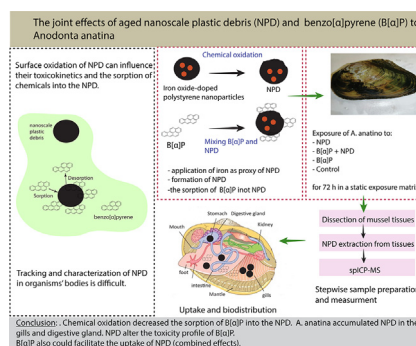 The joint effects of aged nanoscale plastic debris (NPD) and benzo[α]pyrene (B[α]P) to
Anodonta anatina
Surface oxidation of NPD can influence
their toxicokinetics and the sorption of
chemicals into the NPD.
nanoscale
plastic
debris
Desorption
Sorption
benzo[α]pyrene
Tracking and characterization of NPD
in organisms' bodies is difficult.
Chemical oxidation
Iron oxide-doped
polystyrene nanoparticles
NPD
B[α]P
Mixing B[α]P and
NPD
- application of iron as proxy of NPD
- formation of NPD
-the sorption of B[α]P inot NPD
Exposure of A. anatino to:
- NPD
- B[α]P + NPD
- B[α]P
- Control
for 72 h in a static exposure matrix
Dissection of mussel tissues
NPD extraction from tissues
spICP-MS
Stepwise sample preparation
and measurment
Stomach
Digestive gland
Kidney
Mouth
foot
intestine
Mantle
gills
Uptake and biodistribution
Conclusion: . Chemical oxidation decreased the sorption of B[α]P into the NPD. A. anatina accumulated NPD in the
gills and digestive gland. NPD alter the toxicity profile of B[α]P.
B[α]P also could facilitate the uptake of NPD (combined effects).